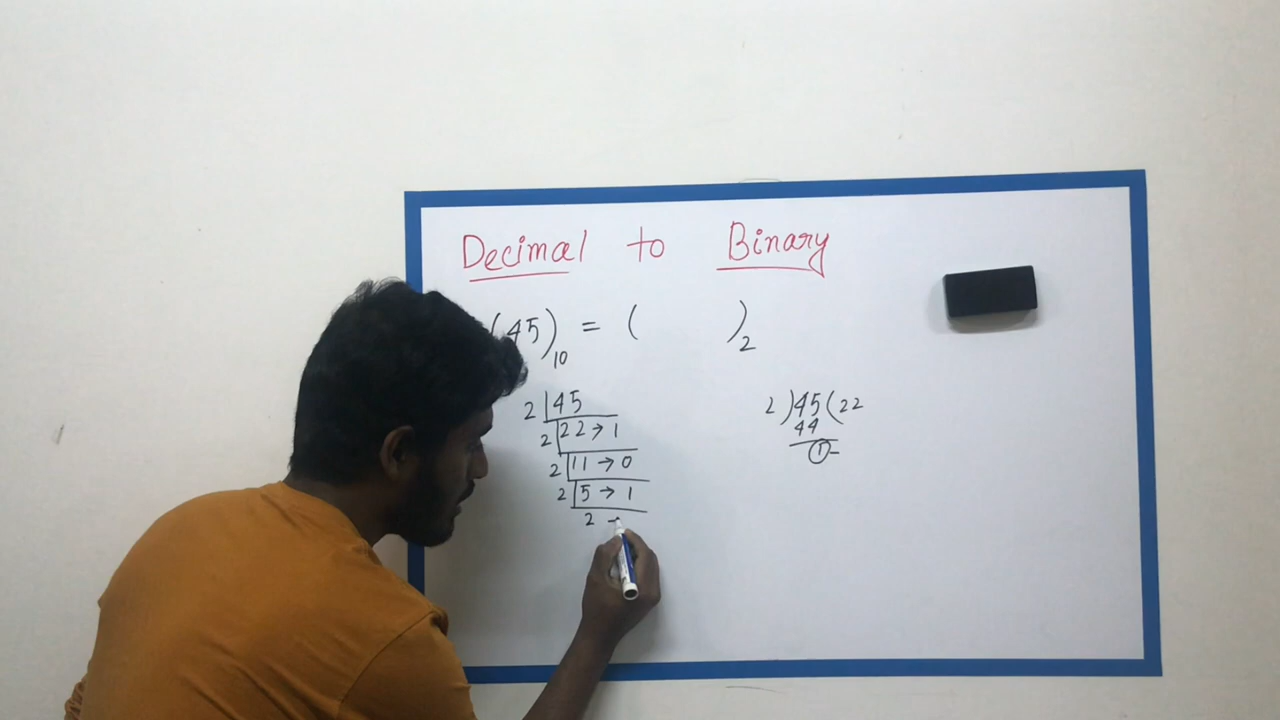 Decimal to Binary
(45)10 = ( )2
2 | 45
2 | 22 → 1
2 | 11 → 0
2 | 5 → 1
2 -
2 ) 45 ( 22
44
1